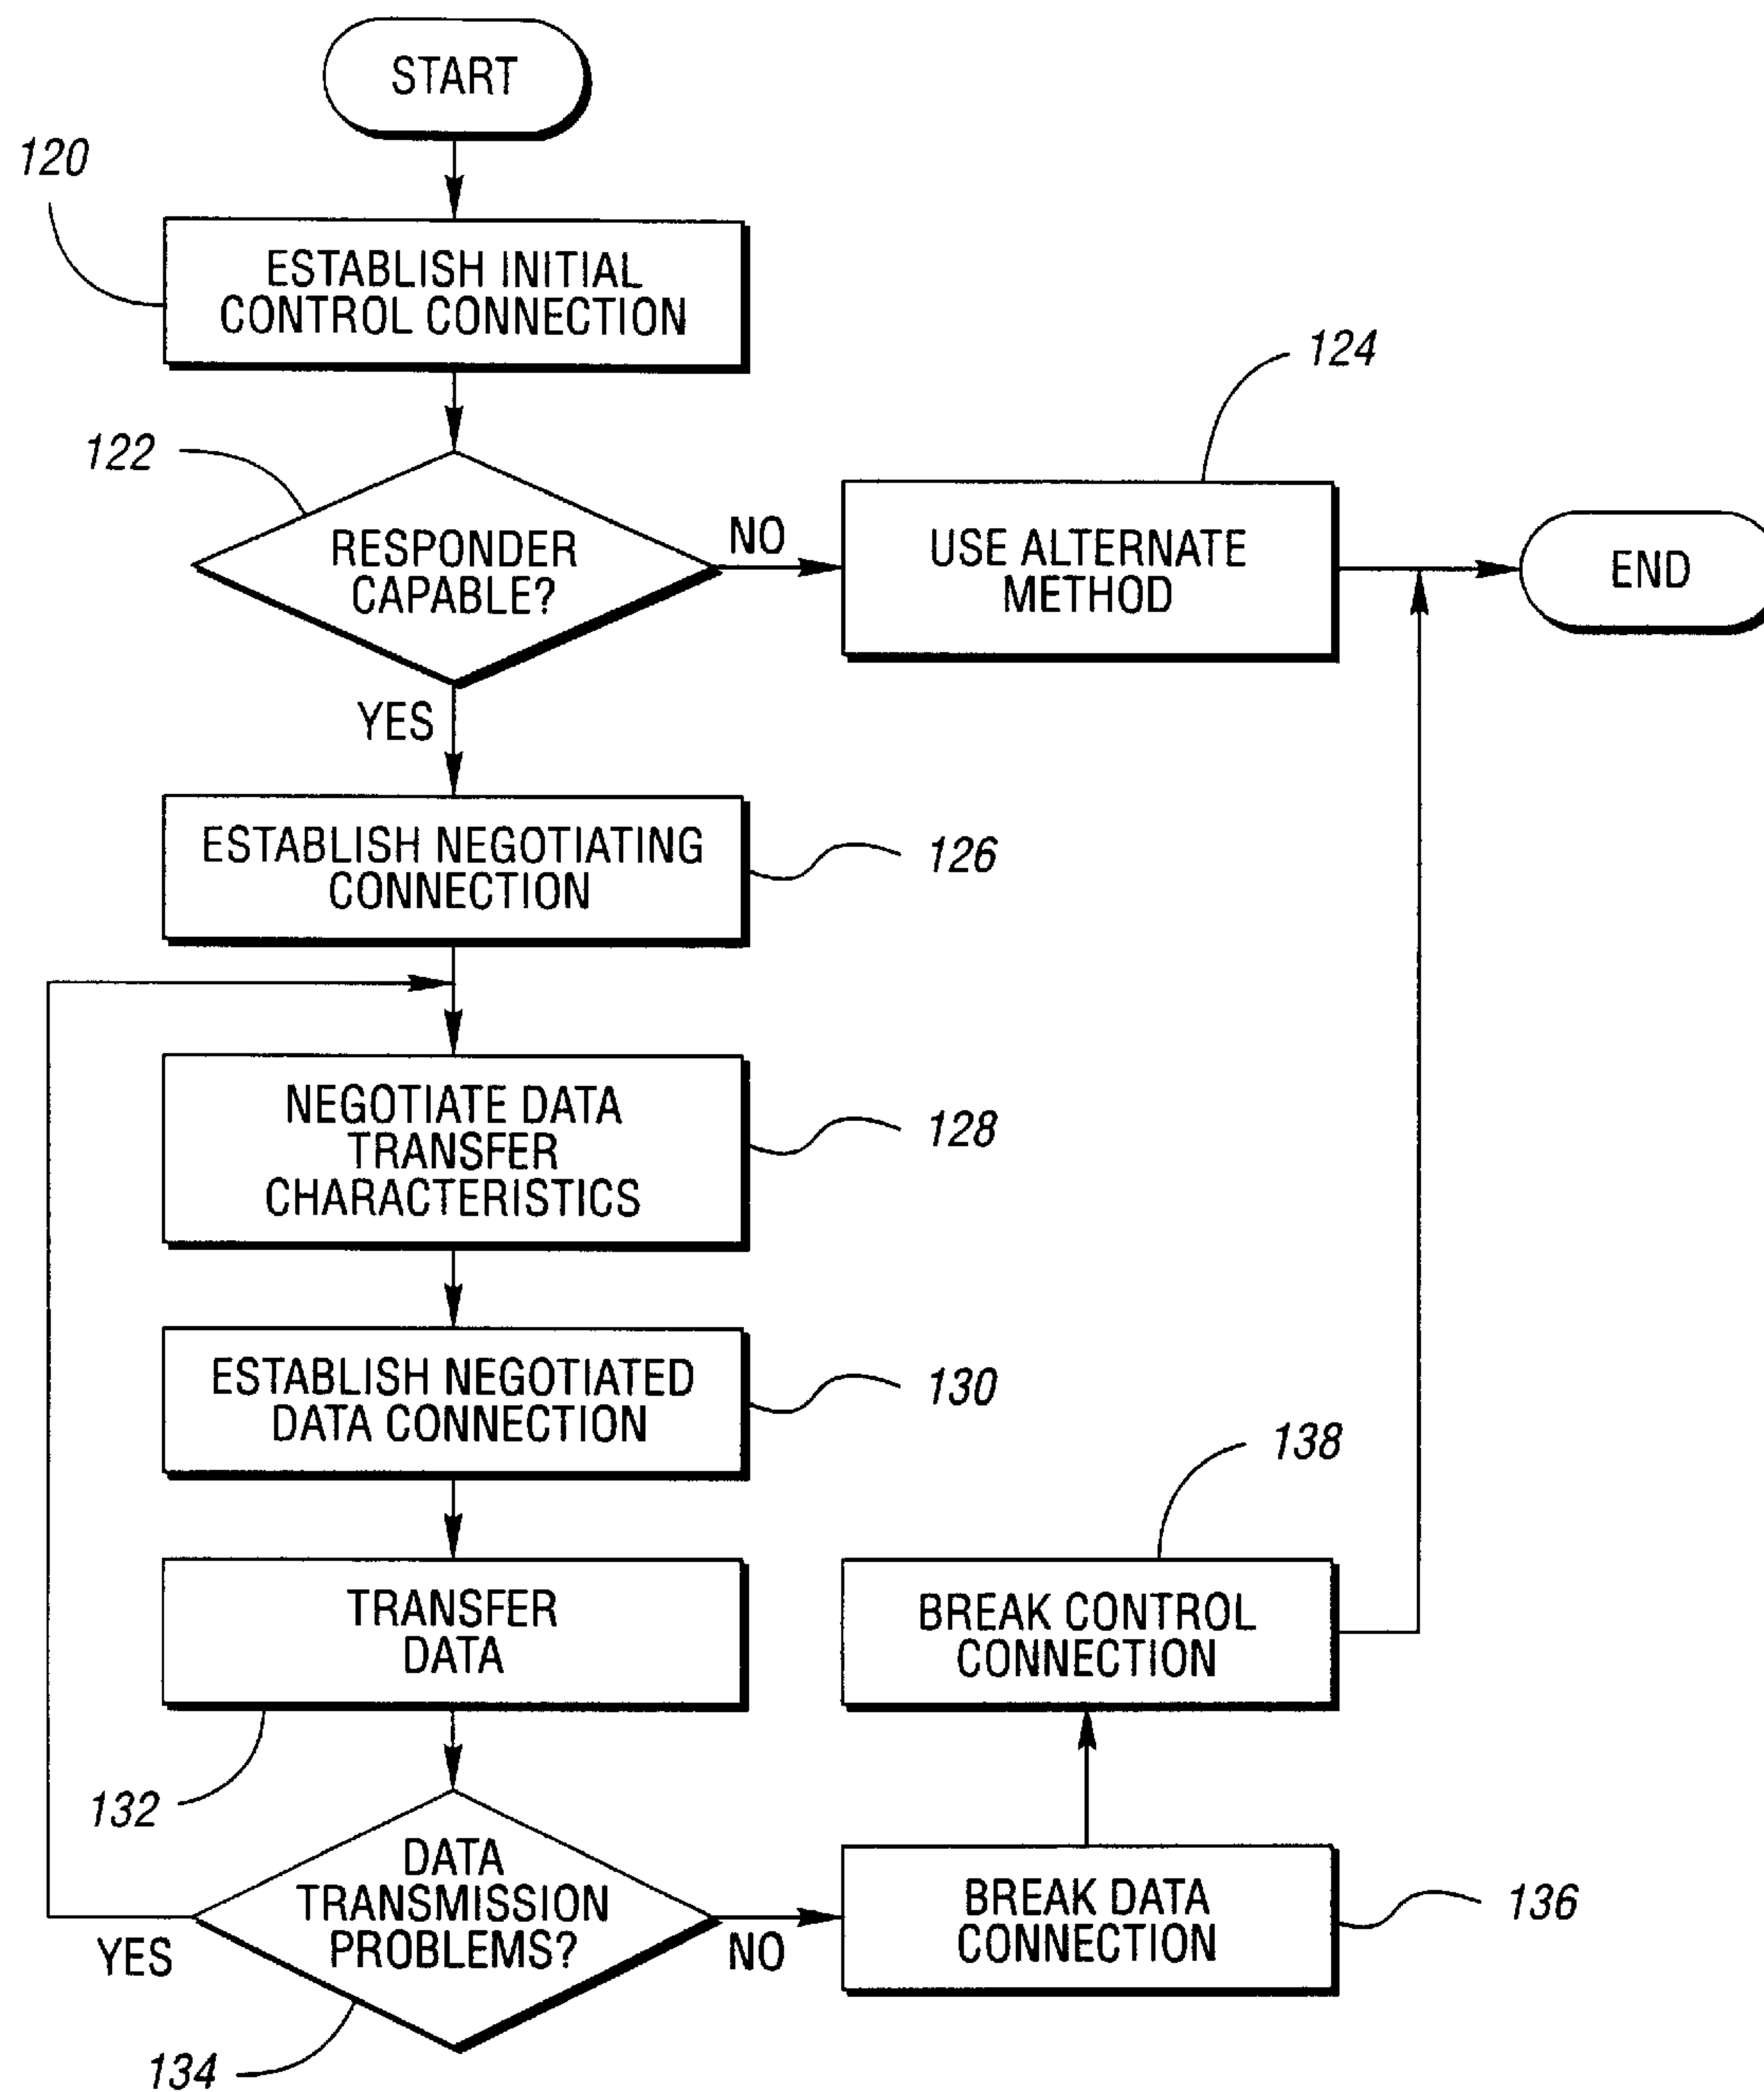 START
120
ESTABLISH INITIAL
CONTROL CONNECTION
124
122
RESPONDER
CAPABLE?
NO
USE ALTERNATE
METHOD
END
YES
ESTABLISH NEGOTIATING
CONNECTION
126
NEGOTIATE DATA
TRANSFER
CHARACTERISTICS
128
ESTABLISH NEGOTIATED
DATA CONNECTION
130
138
TRANSFER
DATA
BREAK CONTROL
CONNECTION
132
DATA
TRANSMISSION
PROBLEMS?
YES
NO
BREAK DATA
CONNECTION
136
134